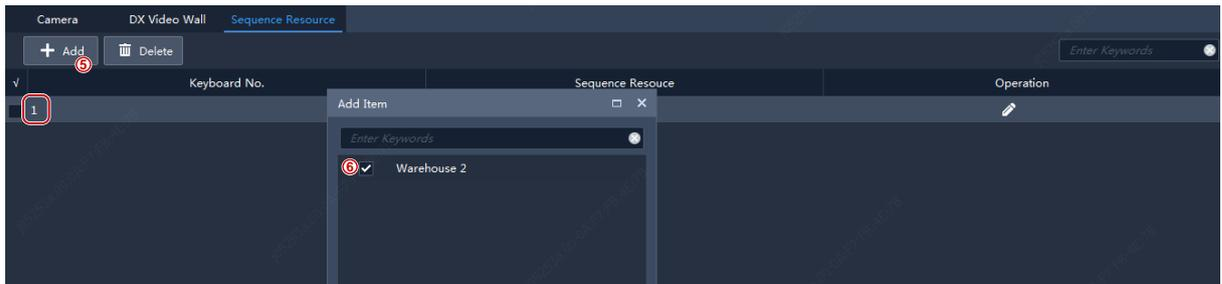 Camera DX Video Wall Sequence Resource
Add Delete Enter Keywords
5
√ Keyboard No. Sequence Resouce Operation
1
Add Item
Enter Keywords
6 Warehouse 2